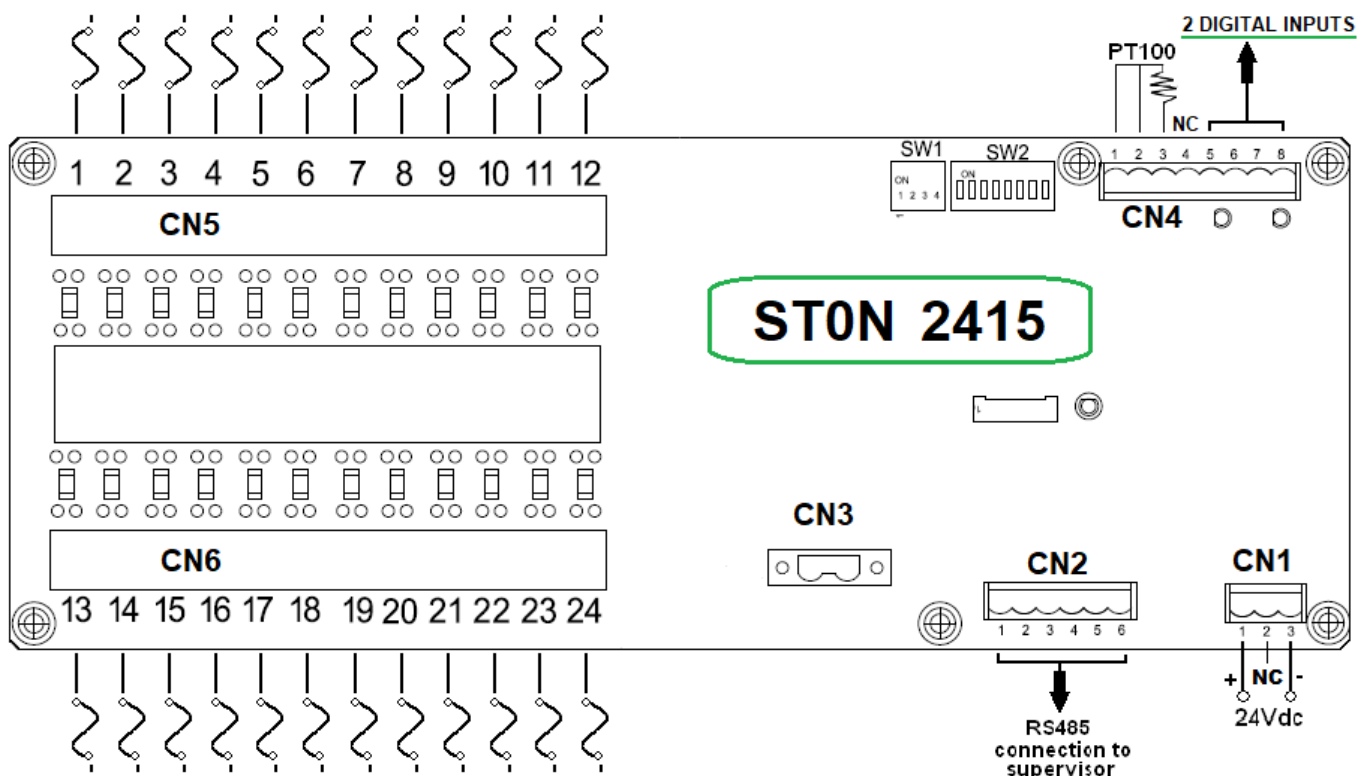 2 DIGITAL INPUTS
PT100
NC
1 2 3 4 5 6 7 8
SW1 SW2
ON
1 2 3 4
ON
CN4
1 2 3 4 5 6 7 8 9 10 11 12
CN5
ST0N 2415
CN3
CN6
CN2
CN1
13 14 15 16 17 18 19 20 21 22 23 24
1 2 3 4 5 6
1 2 3
+ NC -
24Vdc
RS485
connection to
supervisor